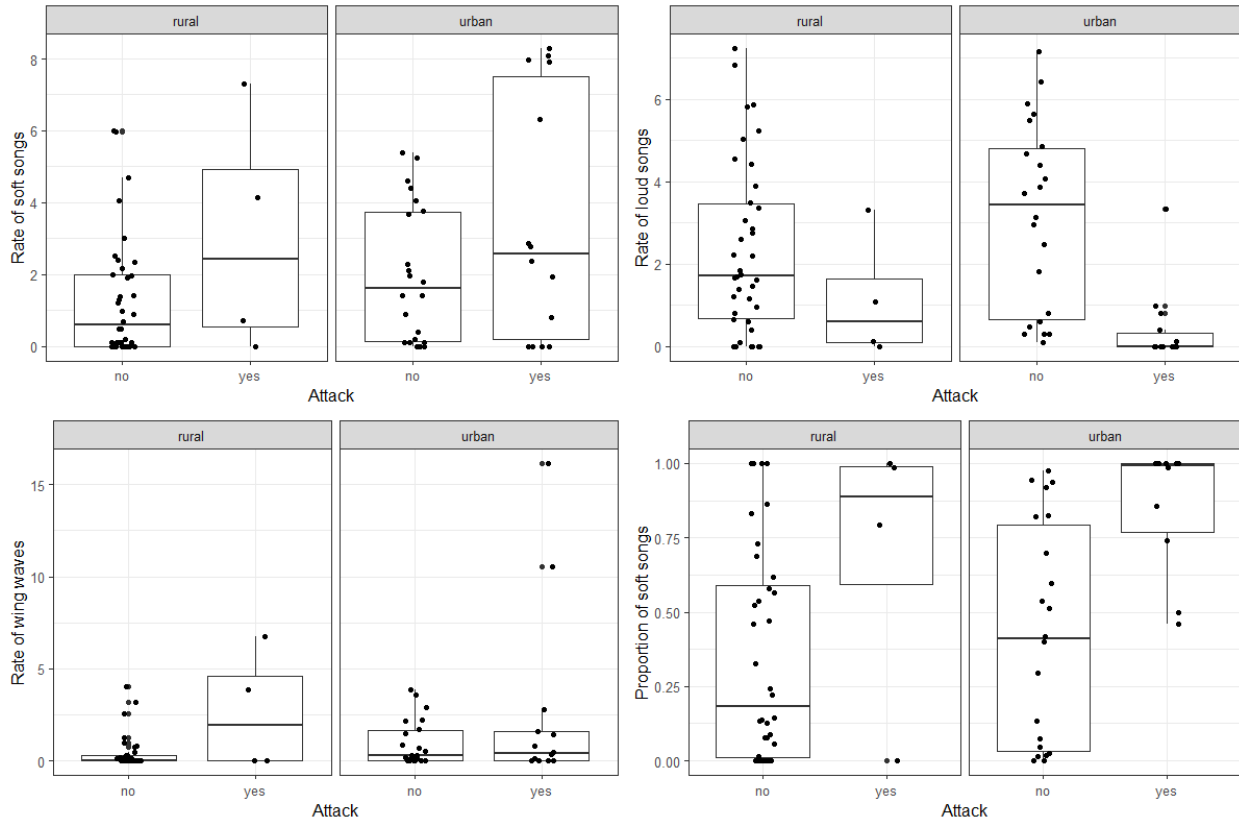 rural urban
Rate of soft songs
8
6
4
2
0
no yes no yes
Attack
rural urban
Rate of loud songs
6
4
2
0
no yes no yes
Attack
rural urban
Rate of wing waves
15
10
5
0
no yes no yes
Attack
rural urban
Proportion of soft songs
1.00
0.75
0.50
0.25
0.00
no yes no yes
Attack